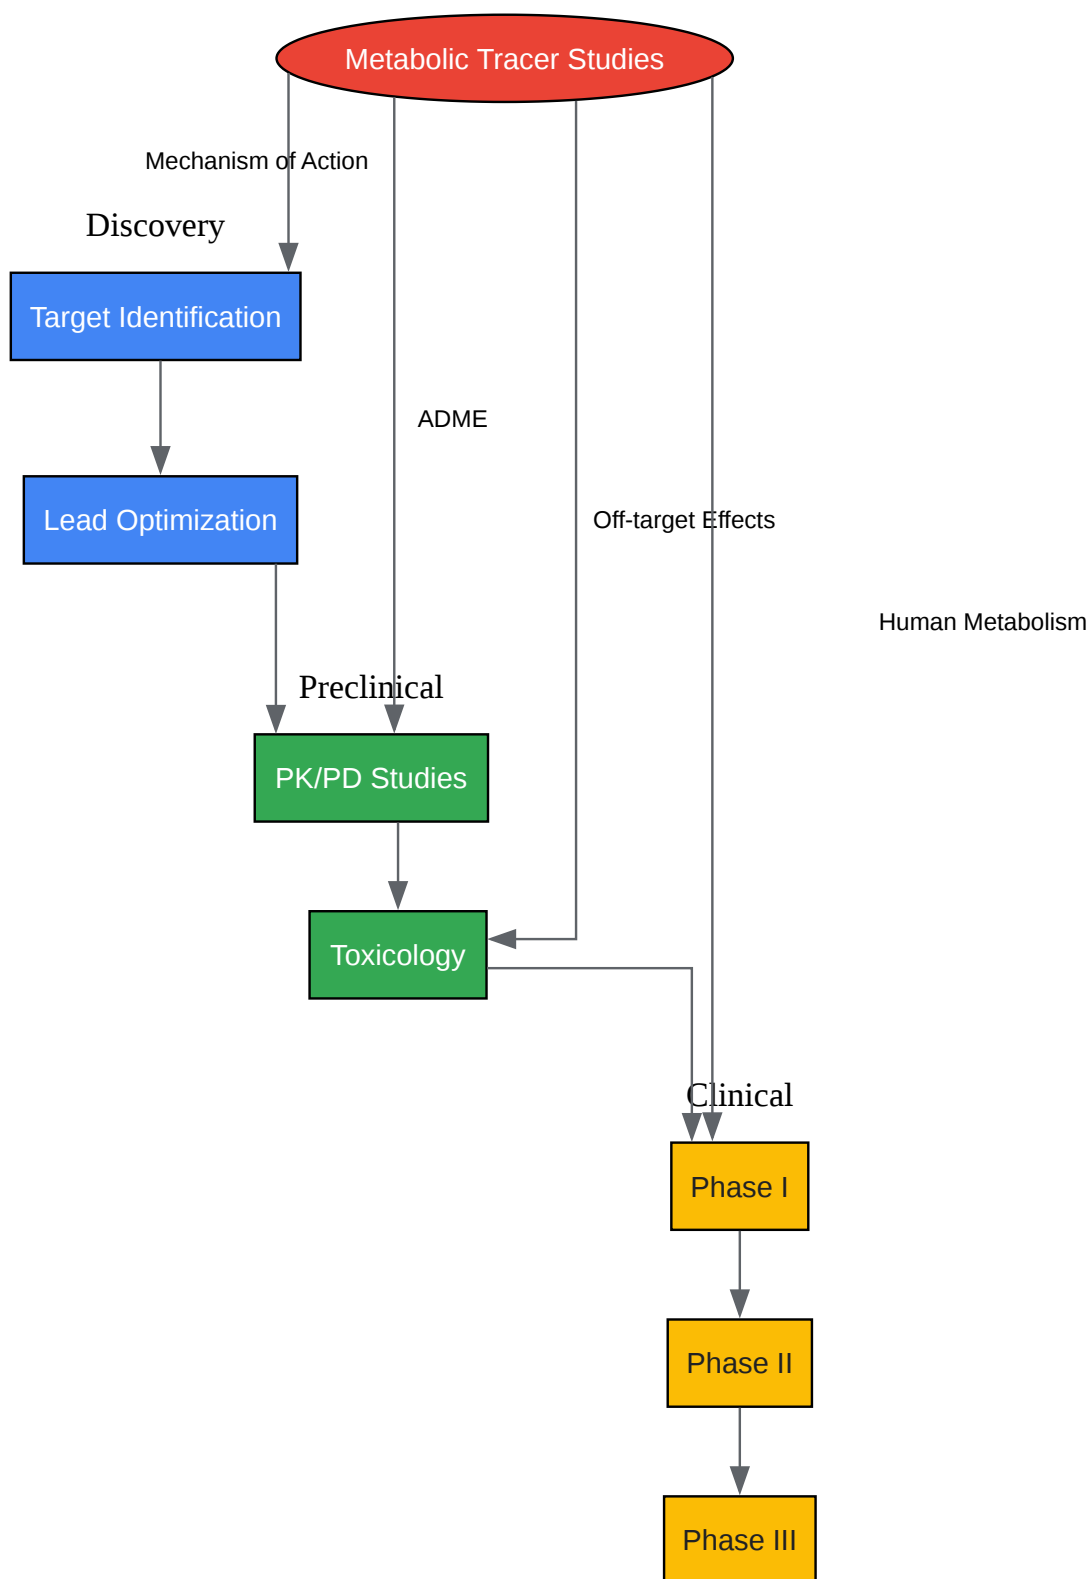 Metabolic Tracer Studies
Mechanism of Action
Discovery
Target Identification
ADME
Lead Optimization
Off-target Effects
Human Metabolism
Preclinical
PK/PD Studies
Toxicology
Clinical
Phase I
Phase II
Phase III